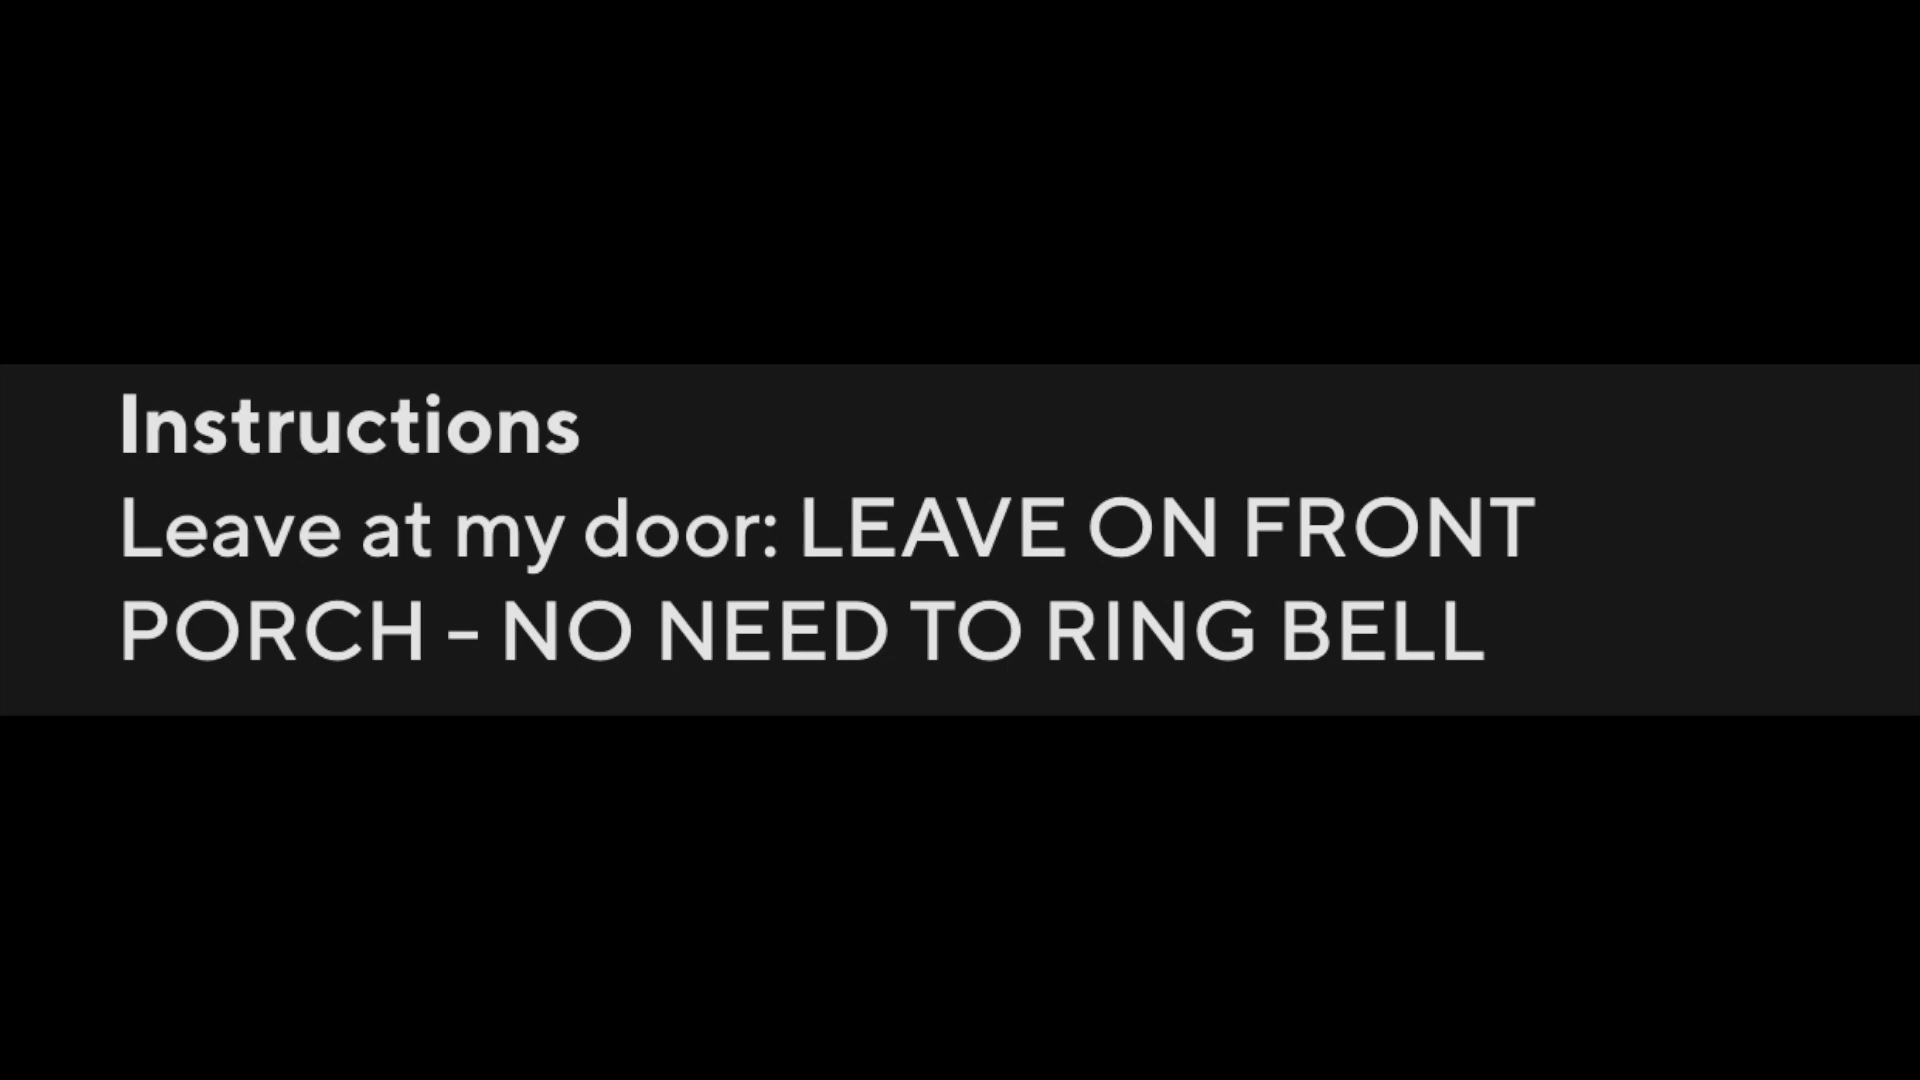 Instructions
Leave at my door: LEAVE ON FRONT
PORCH - NO NEED TO RING BELL